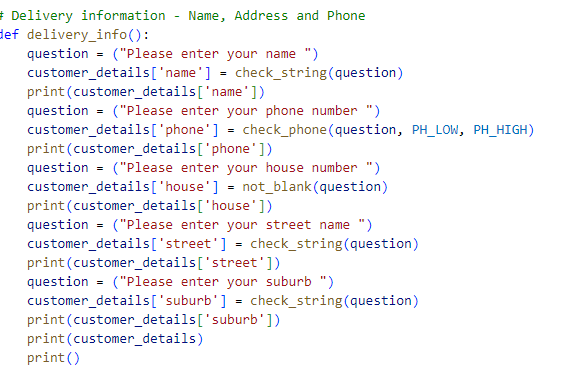 # Delivery information - Name, Address and Phone
def delivery_info():
    question = ("Please enter your name ")
    customer_details['name'] = check_string(question)
    print(customer_details['name'])
    question = ("Please enter your phone number ")
    customer_details['phone'] = check_phone(question, PH_LOW, PH_HIGH)
    print(customer_details['phone'])
    question = ("Please enter your house number ")
    customer_details['house'] = not_blank(question)
    print(customer_details['house'])
    question = ("Please enter your street name ")
    customer_details['street'] = check_string(question)
    print(customer_details['street'])
    question = ("Please enter your suburb ")
    customer_details['suburb'] = check_string(question)
    print(customer_details['suburb'])
    print(customer_details)
    print()